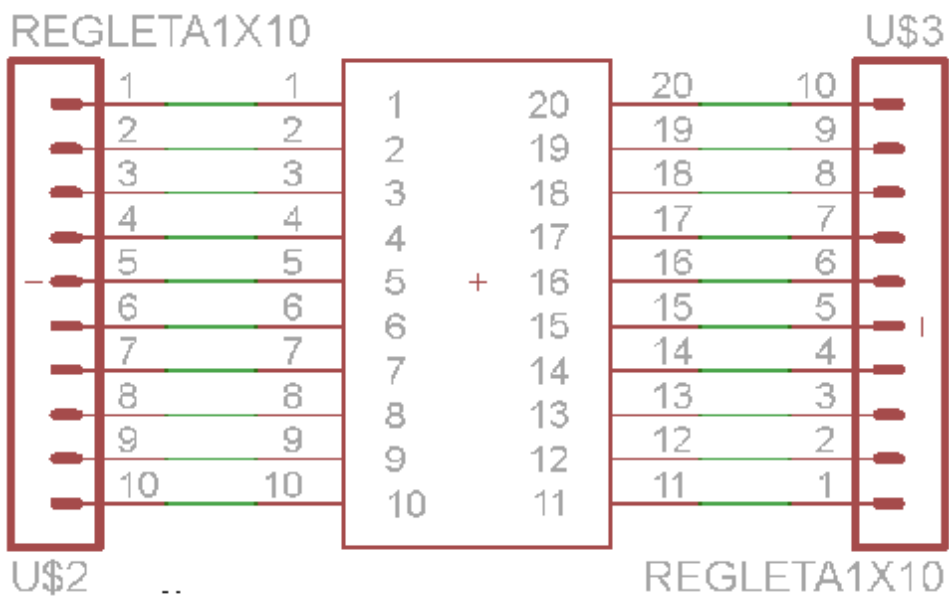 REGLETA1X10 U$3
1 1 1 20 20 10
2 2 2 19 19 9
3 3 3 18 18 8
4 4 4 17 17 7
5 5 5 16 16 6
6 6 6 15 15 5
7 7 7 14 14 4
8 8 8 13 13 3
9 9 9 12 12 2
10 10 10 11 11 1
U$2 REGLETA1X10